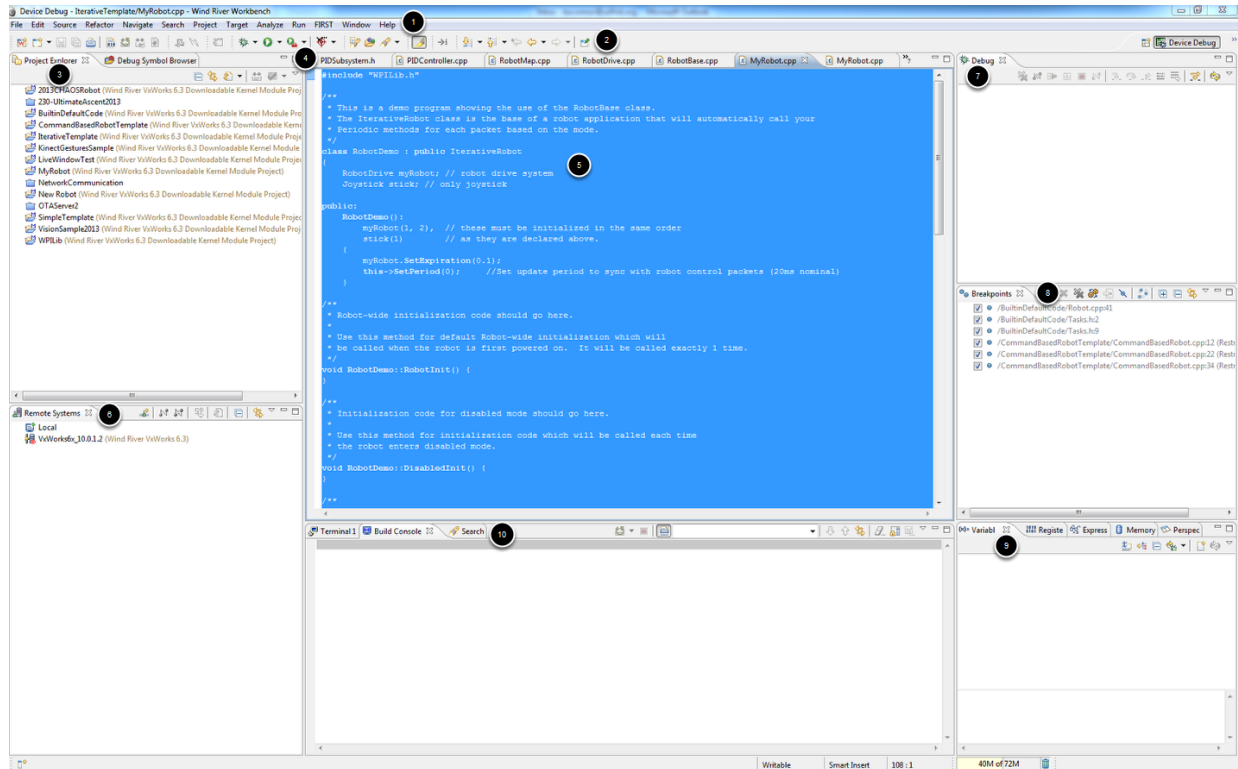 Device Debug - IterativeTemplate/MyRobot.cpp - Wind River Workbench
File Edit Source Refactor Navigate Search Project Target Analyze Run FIRST Window Help
1
2
Device Debug
Project Explorer
Debug Symbol Browser
3
4
2013CHAOSRobot (Wind River VxWorks 6.3 Downloadable Kernel Module Proj
230-UltimateAscent2013
BuiltinDefaultCode (Wind River VxWorks 6.3 Downloadable Kernel Module Pro
CommandBasedRobotTemplate (Wind River VxWorks 6.3 Downloadable Kern
IterativeTemplate (Wind River VxWorks 6.3 Downloadable Kernel Module Proje
KinectGesturesSample (Wind River VxWorks 6.3 Downloadable Kernel Module
LiveWindowTest (Wind River VxWorks 6.3 Downloadable Kernel Module Projec
MyRobot (Wind River VxWorks 6.3 Downloadable Kernel Module Project)
NetworkCommunication
New Robot (Wind River VxWorks 6.3 Downloadable Kernel Module Project)
OTAServer2
SimpleTemplate (Wind River VxWorks 6.3 Downloadable Kernel Module Projec
VisionSample2013 (Wind River VxWorks 6.3 Downloadable Kernel Module Proj
WPILib (Wind River VxWorks 6.3 Downloadable Kernel Module Project)
Remote Systems
6
Local
VxWorks6x_10.0.1.2 (Wind River VxWorks 6.3)
PIDSubsystem.h PIDController.cpp RobotMap.cpp RobotDrive.cpp RobotBase.cpp MyRobot.cpp MyRobot.cpp
#include "WPILib.h"
/**
* This is a demo program showing the use of the RobotBase class.
* The IterativeRobot class is the base of a robot application that will automatically call your
* Periodic methods for each packet based on the mode.
*/
class RobotDemo : public IterativeRobot
5
{
RobotDrive myRobot; // robot drive system
Joystick stick; // only joystick
public:
RobotDemo():
myRobot(1, 2), // these must be initialized in the same order
stick(1) // as they are declared above.
{
myRobot.SetExpiration(0.1);
this->SetPeriod(0); //Set update period to sync with robot control packets (20ms nominal)
}
/**
* Robot-wide initialization code should go here.
*
* Use this method for default Robot-wide initialization which will
* be called when the robot is first powered on. It will be called exactly 1 time.
*/
void RobotDemo::RobotInit() {
}
/**
* Initialization code for disabled mode should go here.
*
* Use this method for initialization code which will be called each time
* the robot enters disabled mode.
*/
void RobotDemo::DisabledInit() {
}
/**
Terminal 1 Build Console Search
10
Debug
7
Breakpoints
8
/BuiltinDefaultCode/Robot.cpp:41
/BuiltinDefaultCode/Tasks.h:2
/BuiltinDefaultCode/Tasks.h:9
/CommandBasedRobotTemplate/CommandBasedRobot.cpp:12 (Restr
/CommandBasedRobotTemplate/CommandBasedRobot.cpp:22 (Restr
/CommandBasedRobotTemplate/CommandBasedRobot.cpp:34 (Restr
Variabl Registe Express Memory Perspec
9
Writable Smart Insert 108 : 1 40M of 72M